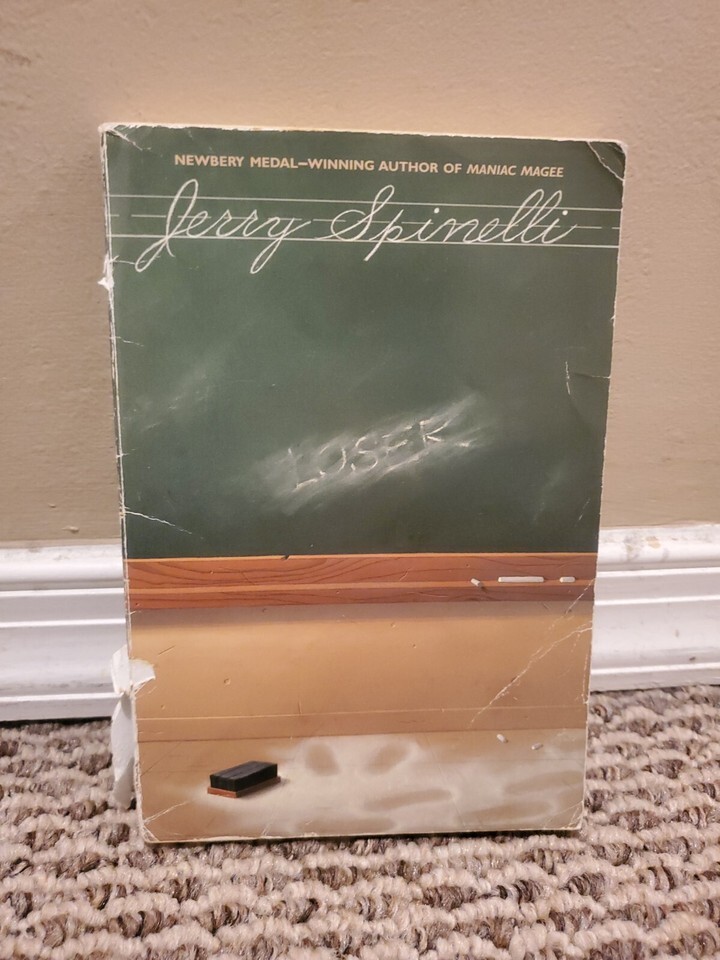 NEWBERY MEDAL–WINNING AUTHOR OF MANIAC MAGEE
Jerry Spinelli
LOSER